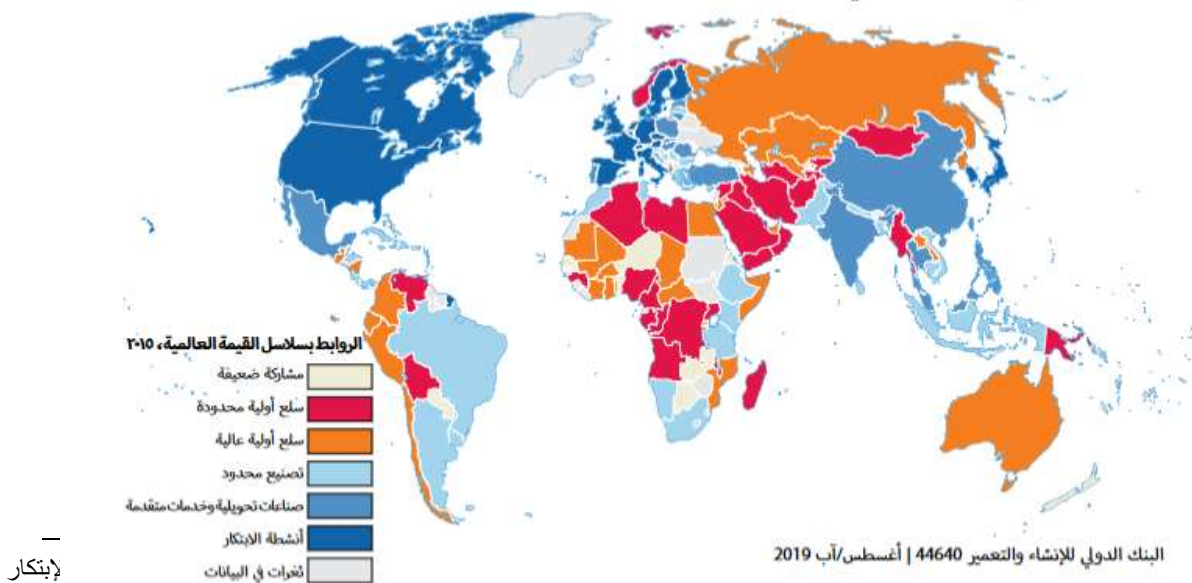 الروابط بسلاسل القيمة العالمية، ٢٠١٥
مشاركة ضعيفة
سلع أولية محدودة
سلع أولية عالية
تصنيع محدود
صناعات تحويلية وخدمات متقدمة
أنشطة الابتكار
ثغرات في البيانات
البنك الدولي للإنشاء والتعمير 44640 | أغسطس/آب 2019
لإبتكار